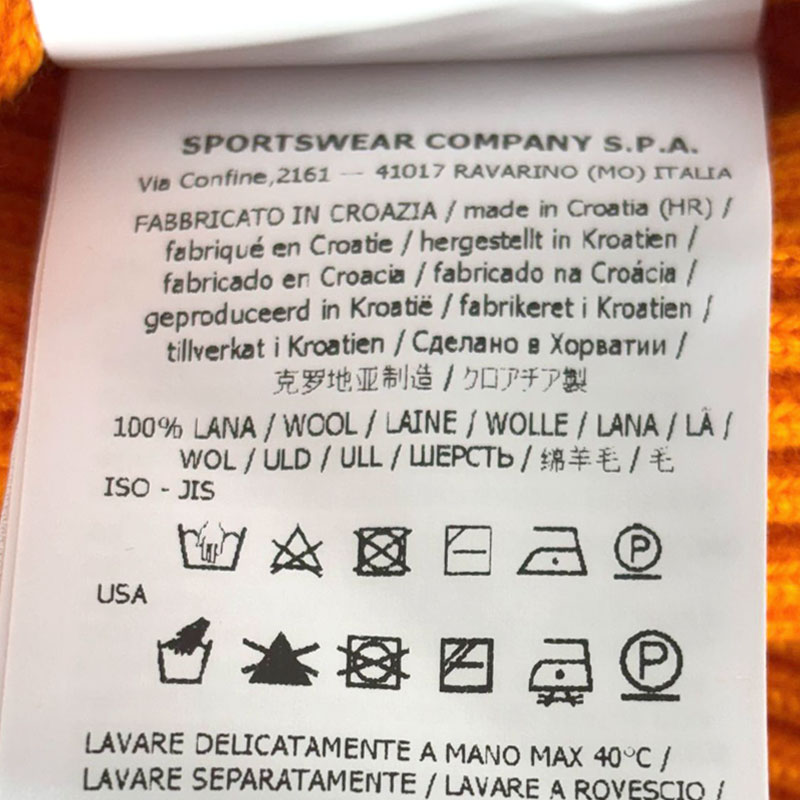 SPORTSWEAR COMPANY S.P.A.
Via Confine,2161 — 41017 RAVARINO (MO) ITALIA
FABBRICATO IN CROAZIA / made in Croatia (HR) /
fabriqué en Croatie / hergestellt in Kroatien /
fabricado en Croacia / fabricado na Croácia /
geproduceerd in Kroatië / fabrikeret i Kroatien /
tillverkat i Kroatien / Сделано в Хорватии /
克罗地亚制造 / クロアチア製
100% LANA / WOOL / LAINE / WOLLE / LANA / LÃ /
WOL / ULD / ULL / ШЕРСТЬ / 绵羊毛 / 毛
ISO - JIS
P
USA
P
LAVARE DELICATAMENTE A MANO MAX 40°C /
LAVARE SEPARATAMENTE / LAVARE A ROVESCIO /